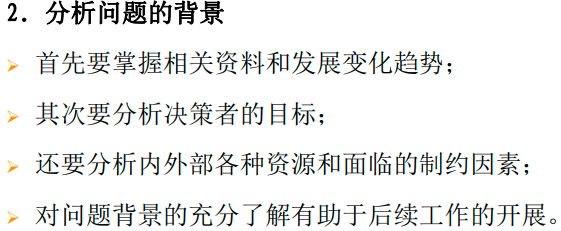 2．分析问题的背景
➢ 首先要掌握相关资料和发展变化趋势；
➢ 其次要分析决策者的目标；
➢ 还要分析内外部各种资源和面临的制约因素；
➢ 对问题背景的充分了解有助于后续工作的开展。